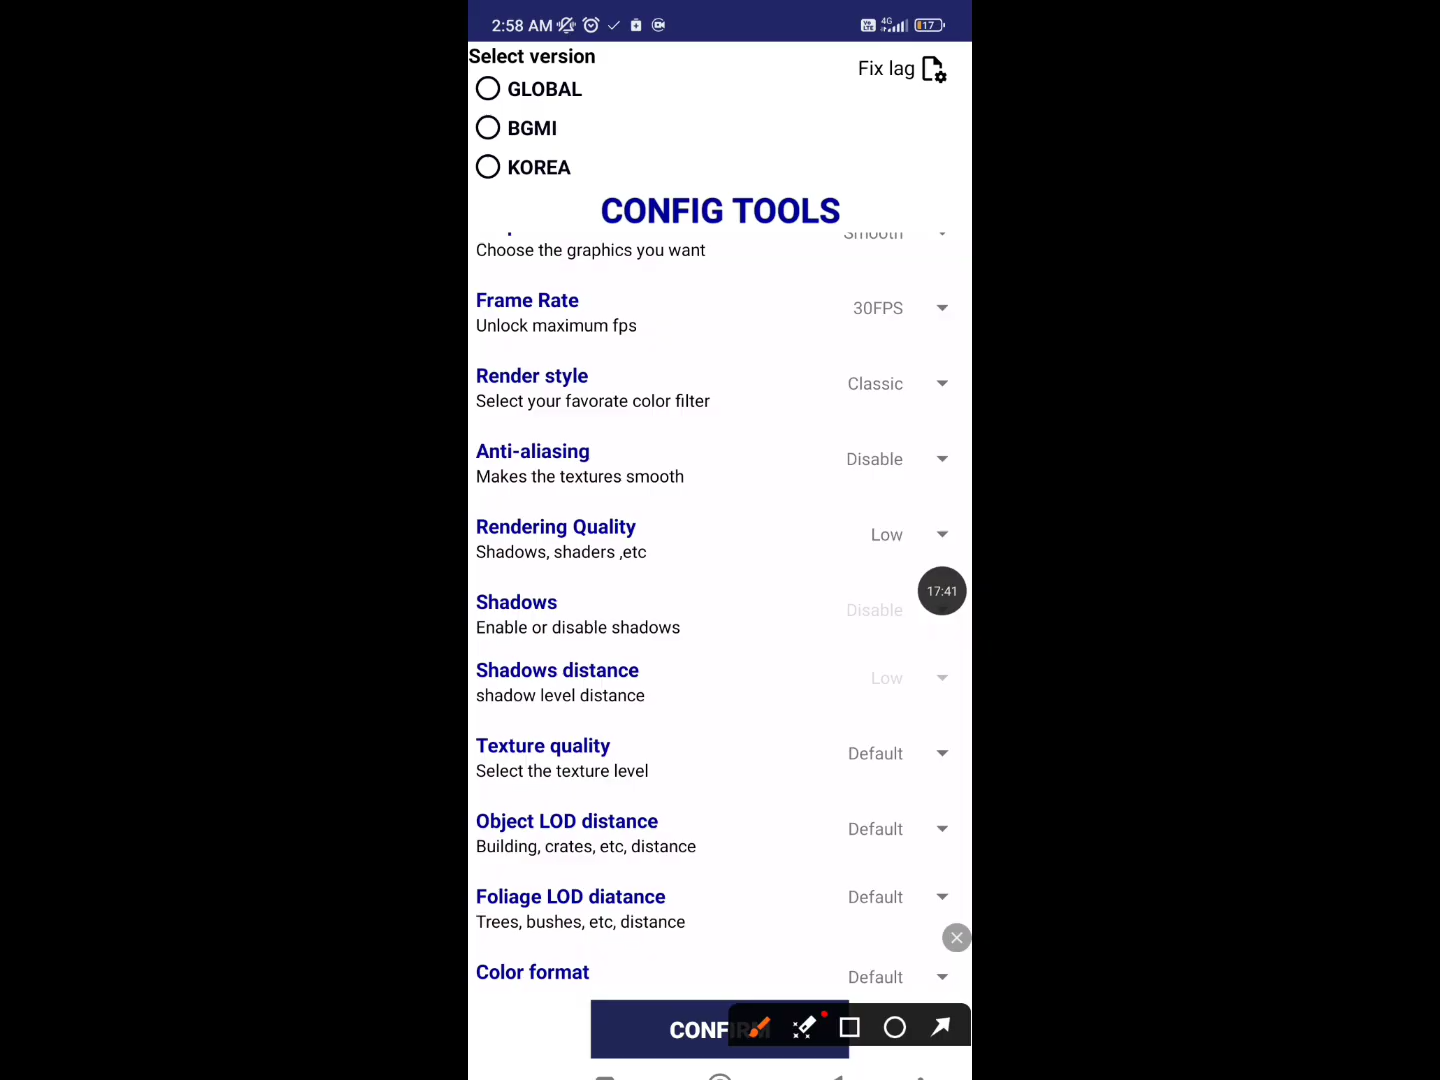 2:58 AM
4G
17
Select version
Fix lag
GLOBAL
BGMI
KOREA
CONFIG TOOLS
Smooth
Choose the graphics you want
Frame Rate
30FPS
Unlock maximum fps
Render style
Classic
Select your favorate color filter
Anti-aliasing
Disable
Makes the textures smooth
Rendering Quality
Low
Shadows, shaders ,etc
17:41
Shadows
Disable
Enable or disable shadows
Shadows distance
Low
shadow level distance
Texture quality
Default
Select the texture level
Object LOD distance
Default
Building, crates, etc, distance
Foliage LOD diatance
Default
Trees, bushes, etc, distance
Color format
Default
CONFIRM